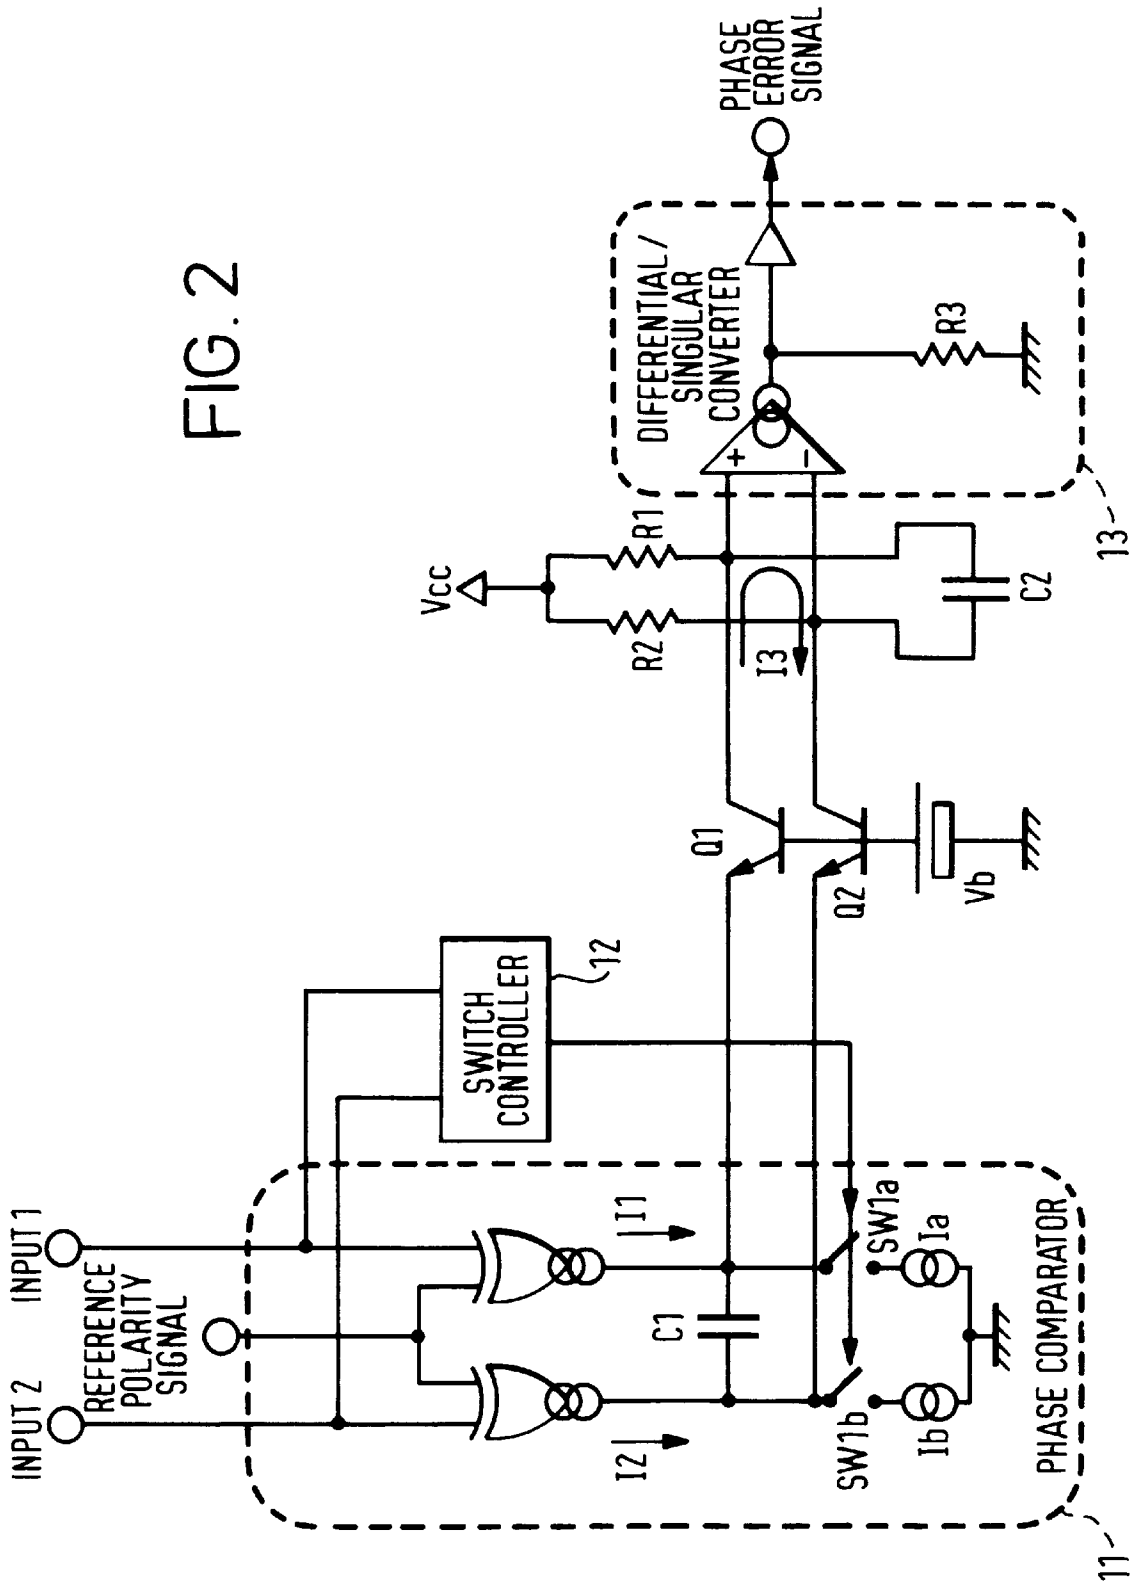 FIG. 2
INPUT 2
INPUT 1
REFERENCE
POLARITY
SIGNAL
SWITCH
CONTROLLER
12
I2
I1
C1
SW1b
SW1a
Ib
Ia
PHASE COMPARATOR
11
Q1
Q2
Vb
Vcc
R2
R1
I3
C2
DIFFERENTIAL/
SINGULAR
CONVERTER
+
−
R3
13
PHASE
ERROR
SIGNAL